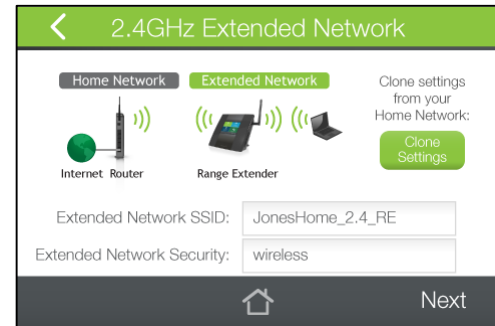 2.4GHz Extended Network
Home Network
Extended Network
Clone settings
from your
Home Network:
Clone
Settings
Internet Router
Range Extender
Extended Network SSID: JonesHome_2.4_RE
Extended Network Security: wireless
Next